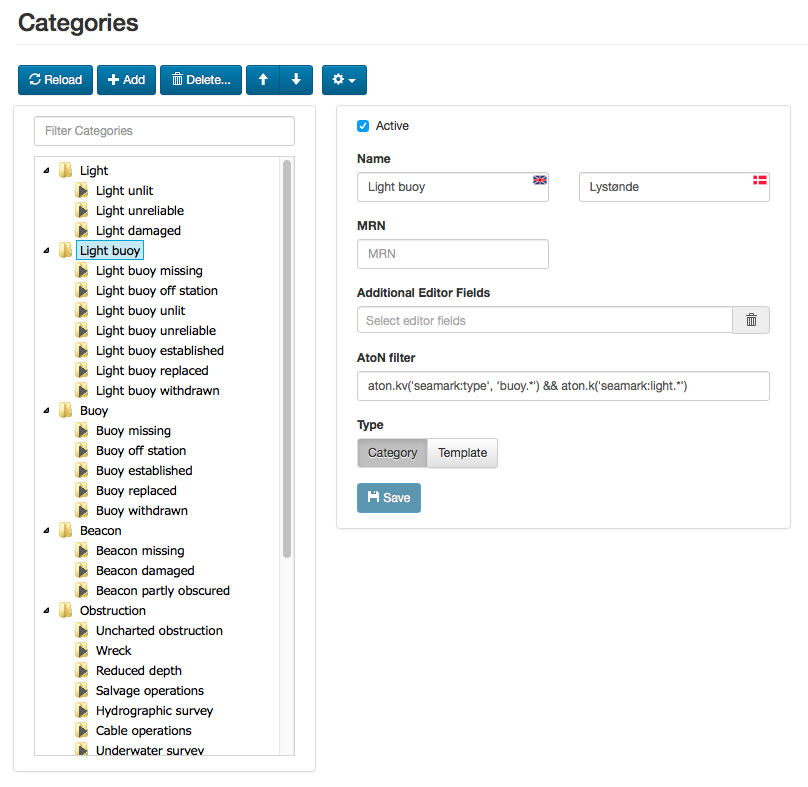 Categories
Reload Add Delete...
Filter Categories
Light
Light unlit
Light unreliable
Light damaged
Light buoy
Light buoy missing
Light buoy off station
Light buoy unlit
Light buoy unreliable
Light buoy established
Light buoy replaced
Light buoy withdrawn
Buoy
Buoy missing
Buoy off station
Buoy established
Buoy replaced
Buoy withdrawn
Beacon
Beacon missing
Beacon damaged
Beacon partly obscured
Obstruction
Uncharted obstruction
Wreck
Reduced depth
Salvage operations
Hydrographic survey
Cable operations
Underwater survey
Active
Name
Light buoy Lystønde
MRN
MRN
Additional Editor Fields
Select editor fields
AtoN filter
aton.kv('seamark:type', 'buoy.*') && aton.k('seamark:light.*')
Type
Category Template
Save